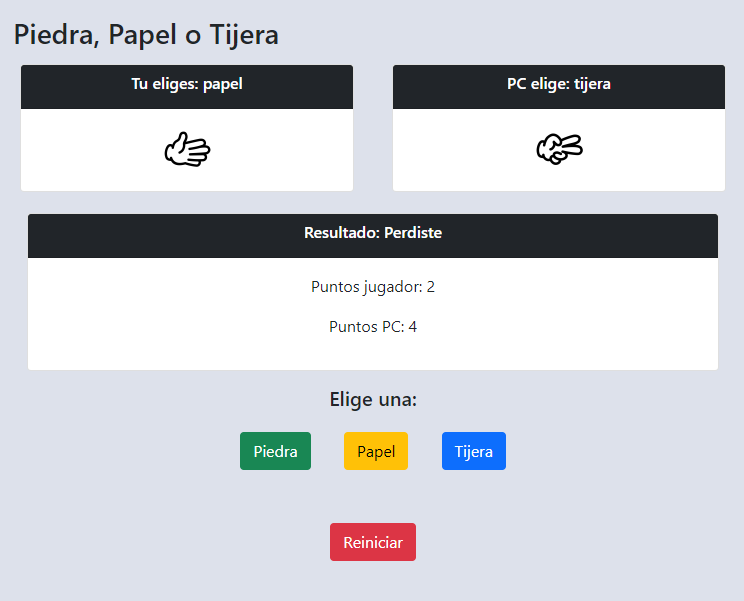 Piedra, Papel o Tijera
Tu eliges: papel
PC elige: tijera
Resultado: Perdiste
Puntos jugador: 2
Puntos PC: 4
Elige una:
Piedra
Papel
Tijera
Reiniciar